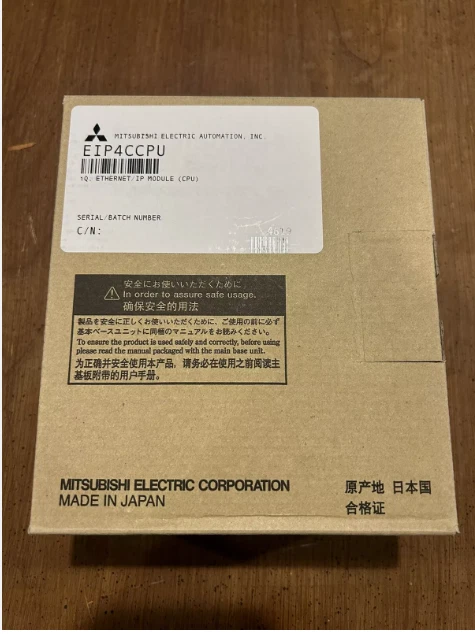 MITSUBISHI ELECTRIC AUTOMATION, INC.
EIP4CCPU
iQ: ETHERNET/IP MODULE (CPU)
SERIAL/BATCH NUMBER
C/N:
安全にお使いいただくために
In order to assure safe usage.
确保安全的用法
製品を安全に正しくお使いいただくために、ご使用の前に必ず
基本ベースユニットに同梱のマニュアルをお読みください。
To ensure the product is used safely and correctly, before using
please read the manual packaged with the main base unit.
为正确并安全使用本产品，请务必在使用之前阅读主
基板附带的用户手册。
MITSUBISHI ELECTRIC CORPORATION
MADE IN JAPAN
原产地 日本国
合格证